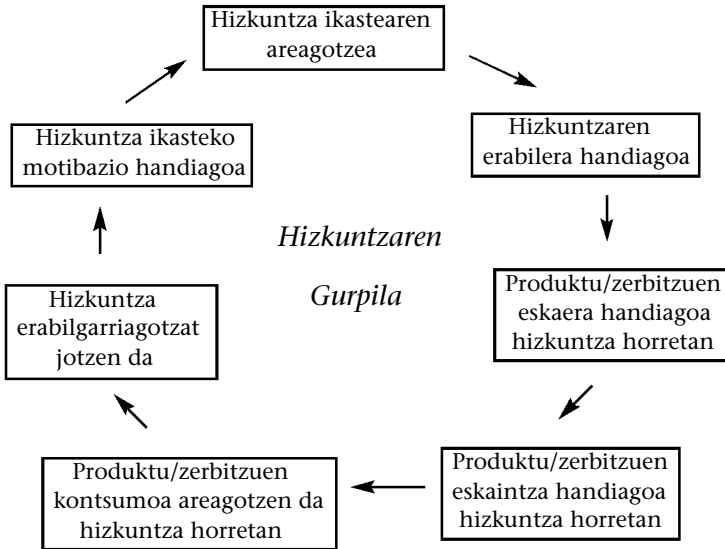 Hizkuntza ikastearen
areagotzea
Hizkuntzaren
erabilera handiagoa
Produktu/zerbitzuen
eskaera handiagoa
hizkuntza horretan
Produktu/zerbitzuen
eskaintza handiagoa
hizkuntza horretan
Produktu/zerbitzuen
kontsumoa areagotzen da
hizkuntza horretan
Hizkuntza
erabilgarriagotzat
jotzen da
Hizkuntza ikasteko
motibazio handiagoa
Hizkuntzaren
Gurpila